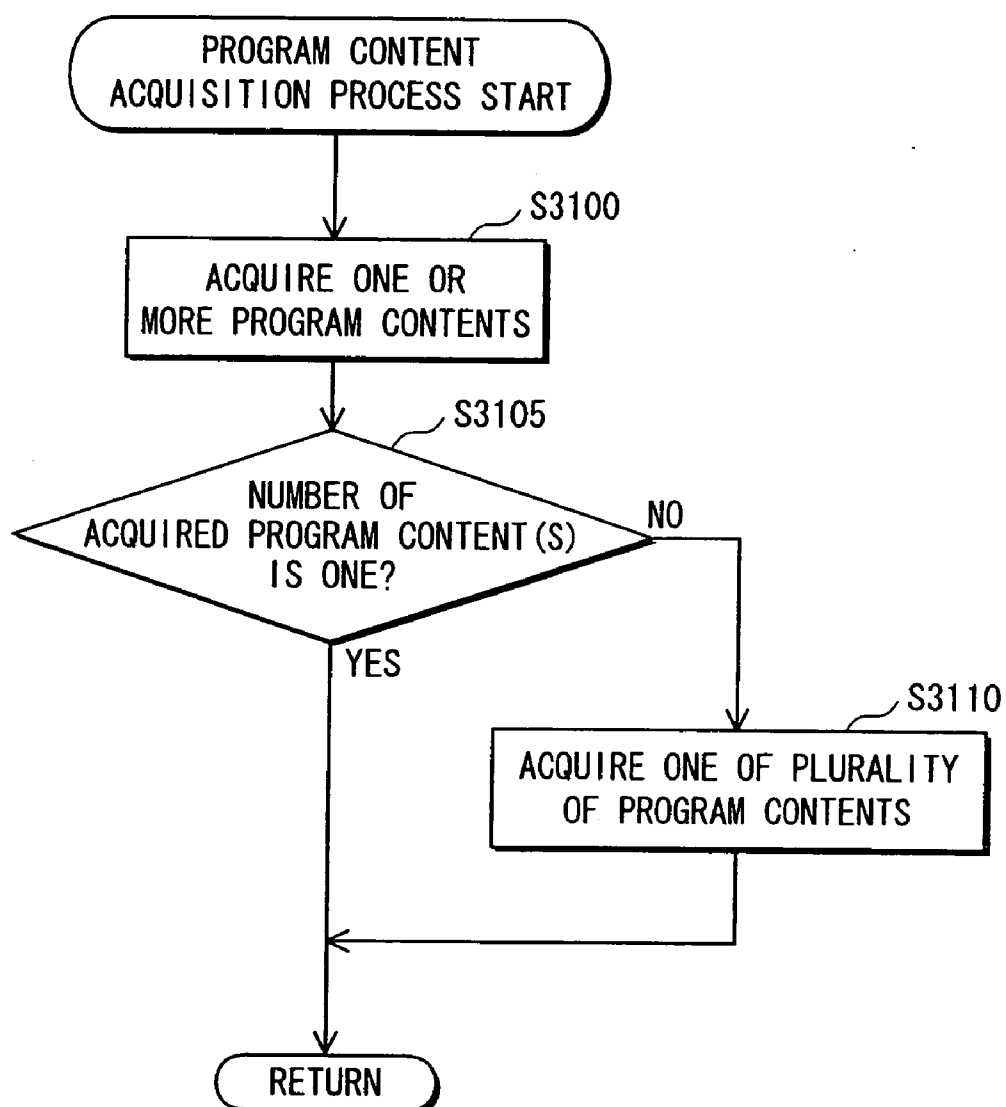 PROGRAM CONTENT
ACQUISITION PROCESS START
S3100
ACQUIRE ONE OR
MORE PROGRAM CONTENTS
S3105
NUMBER OF
ACQUIRED PROGRAM CONTENT(S)
IS ONE?
NO
YES
S3110
ACQUIRE ONE OF PLURALITY
OF PROGRAM CONTENTS
RETURN